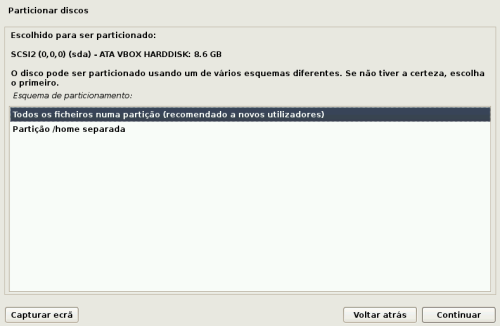 Particionar discos
Escolhido para ser particionado:
SCSI2 (0,0,0) (sda) - ATA VBOX HARDDISK: 8.6 GB
O disco pode ser particionado usando um de vários esquemas diferentes. Se não tiver a certeza, escolha
o primeiro.
Esquema de particionamento:
Todos os ficheiros numa partição (recomendado a novos utilizadores)
Partição /home separada
Capturar ecrã
Voltar atrás
Continuar